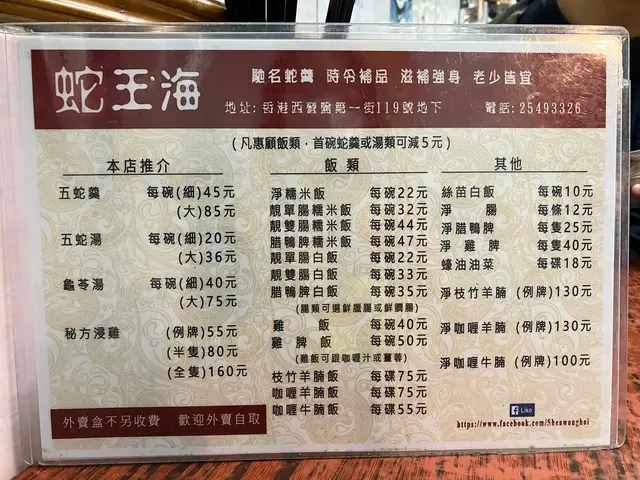 蛇王海
馳名蛇羹 時令補品 滋補強身 老少皆宜
地址: 香港西營盤第一街119號地下 電話: 25493326
(凡惠顧飯類,首碗蛇羹或湯類可減5元)
本店推介
五蛇羹 每碗(細)45元
(大)85元
五蛇湯 每碗(細)20元
(大)36元
龜苓湯 每碗(細)40元
(大)75元
秘方浸雞 (例牌)55元
(半隻)80元
(全隻)160元
外賣盒不另收費 歡迎外賣自取
飯類
淨糯米飯 每碗22元
靚單腸糯米飯 每碗32元
靚雙腸糯米飯 每碗44元
腊鴨脾糯米飯 每碗47元
靚單腸白飯 每碗22元
靚雙腸白飯 每碗33元
腊鴨脾白飯 每碗35元
(腸類可選鮮膶腸或鮮臘腸)
雞飯 每碗40元
雞脾飯 每碗50元
(雞飯可跟咖喱汁或薑蓉)
枝竹羊腩飯 每碟75元
咖喱羊腩飯 每碟75元
咖喱牛腩飯 每碟55元
其他
絲苗白飯 每碗10元
淨腸 每條12元
淨腊鴨脾 每隻25元
淨雞脾 每隻40元
蠔油油菜 每碟18元
淨枝竹羊腩 (例牌)130元
淨咖喱羊腩 (例牌)130元
淨咖喱牛腩 (例牌)100元
Like
https://www.facebook.com/Sheawonghoi